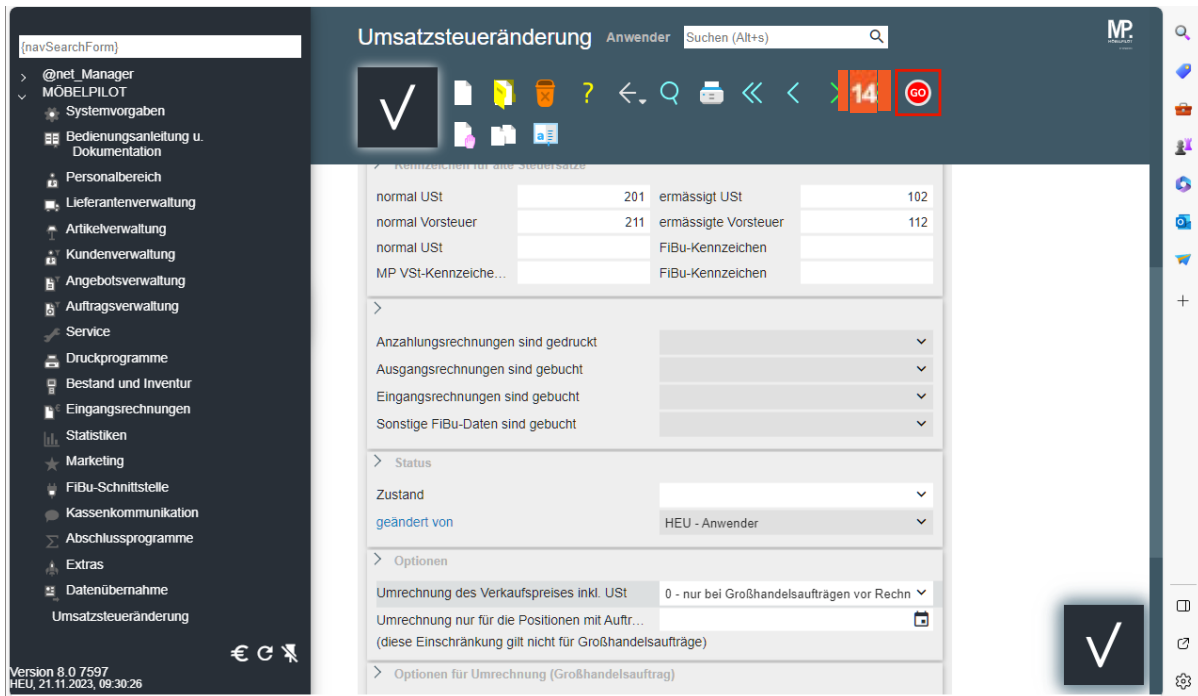 {navSearchForm}
@net_Manager
MÖBELPILOT
Systemvorgaben
Bedienungsanleitung u.
Dokumentation
Personalbereich
Lieferantenverwaltung
Artikelverwaltung
Kundenverwaltung
Angebotsverwaltung
Auftragsverwaltung
Service
Druckprogramme
Bestand und Inventur
Eingangsrechnungen
Statistiken
Marketing
FiBu-Schnittstelle
Kassenkommunikation
Abschlussprogramme
Extras
Datenübernahme
Umsatzsteueränderung
Version 8.0 7597
HEU, 21.11.2023, 09:30:26
Umsatzsteueränderung Anwender Suchen (Alt+s)
MP.
MÖBELPILOT
14 GO
Kennzeichen für alte Steuersätze
normal USt 201 ermässigt USt 102
normal Vorsteuer 211 ermässigte Vorsteuer 112
normal USt FiBu-Kennzeichen
MP VSt-Kennzeiche... FiBu-Kennzeichen
Anzahlungsrechnungen sind gedruckt
Ausgangsrechnungen sind gebucht
Eingangsrechnungen sind gebucht
Sonstige FiBu-Daten sind gebucht
Status
Zustand
geändert von HEU - Anwender
Optionen
Umrechnung des Verkaufspreises inkl. USt 0 - nur bei Großhandelsaufträgen vor Rechn
Umrechnung nur für die Positionen mit Auftr...
(diese Einschränkung gilt nicht für Großhandelsaufträge)
Optionen für Umrechnung (Großhandelsauftrag)